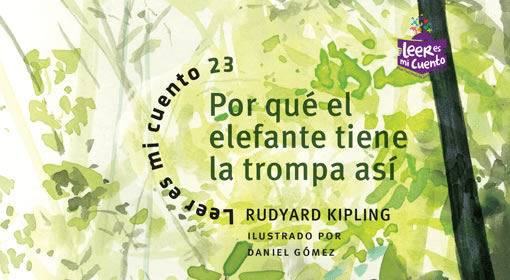 Leer es mi cuento 23
Por qué el
elefante tiene
la trompa así
RUDYARD KIPLING
ILUSTRADO POR
DANIEL GÓMEZ
Leer es
mi cuento